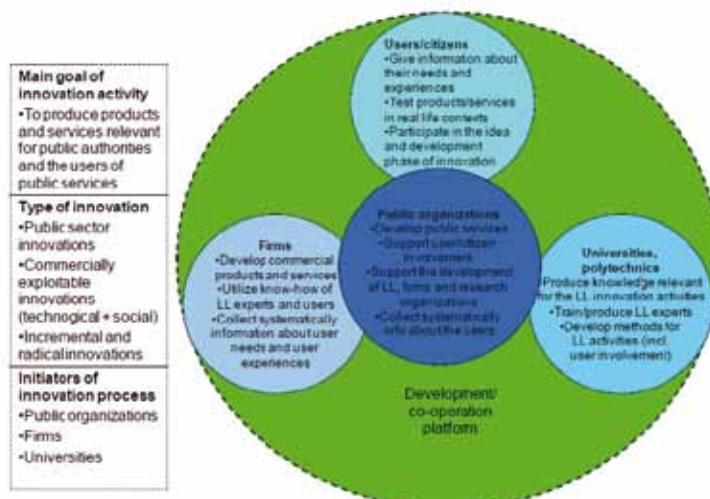 Main goal of
innovation activity
•To produce products
and services relevant
for public authorities
and the users of
public services
Type of innovation
•Public sector
innovations
•Commercially
exploitable
innovations
(technogical + social)
•Incremental and
radical innovations
Initiators of
innovation process
•Public organizations
•Firms
•Universities
Users/citizens
•Give information about
their needs and
experiences
•Test products/services
in real life contexts
•Participate in the idea
and development
phase of innovation
Public organizations
•Develop public services
•Support user/citizen
involvement
•Support the development
of LL, firms and research
organizations
•Collect systematically
info about the users
Firms
•Develop commercial
products and services
•Utilize know-how of
LL experts and users
•Collect systematically
information about user
needs and user
experiences
Universities,
polytechnics
•Produce knowledge relevant
for the LL innovation activities
•Train/produce LL experts
•Develop methods for
LL activities (incl.
user involvement)
Development/
co-operation
platform